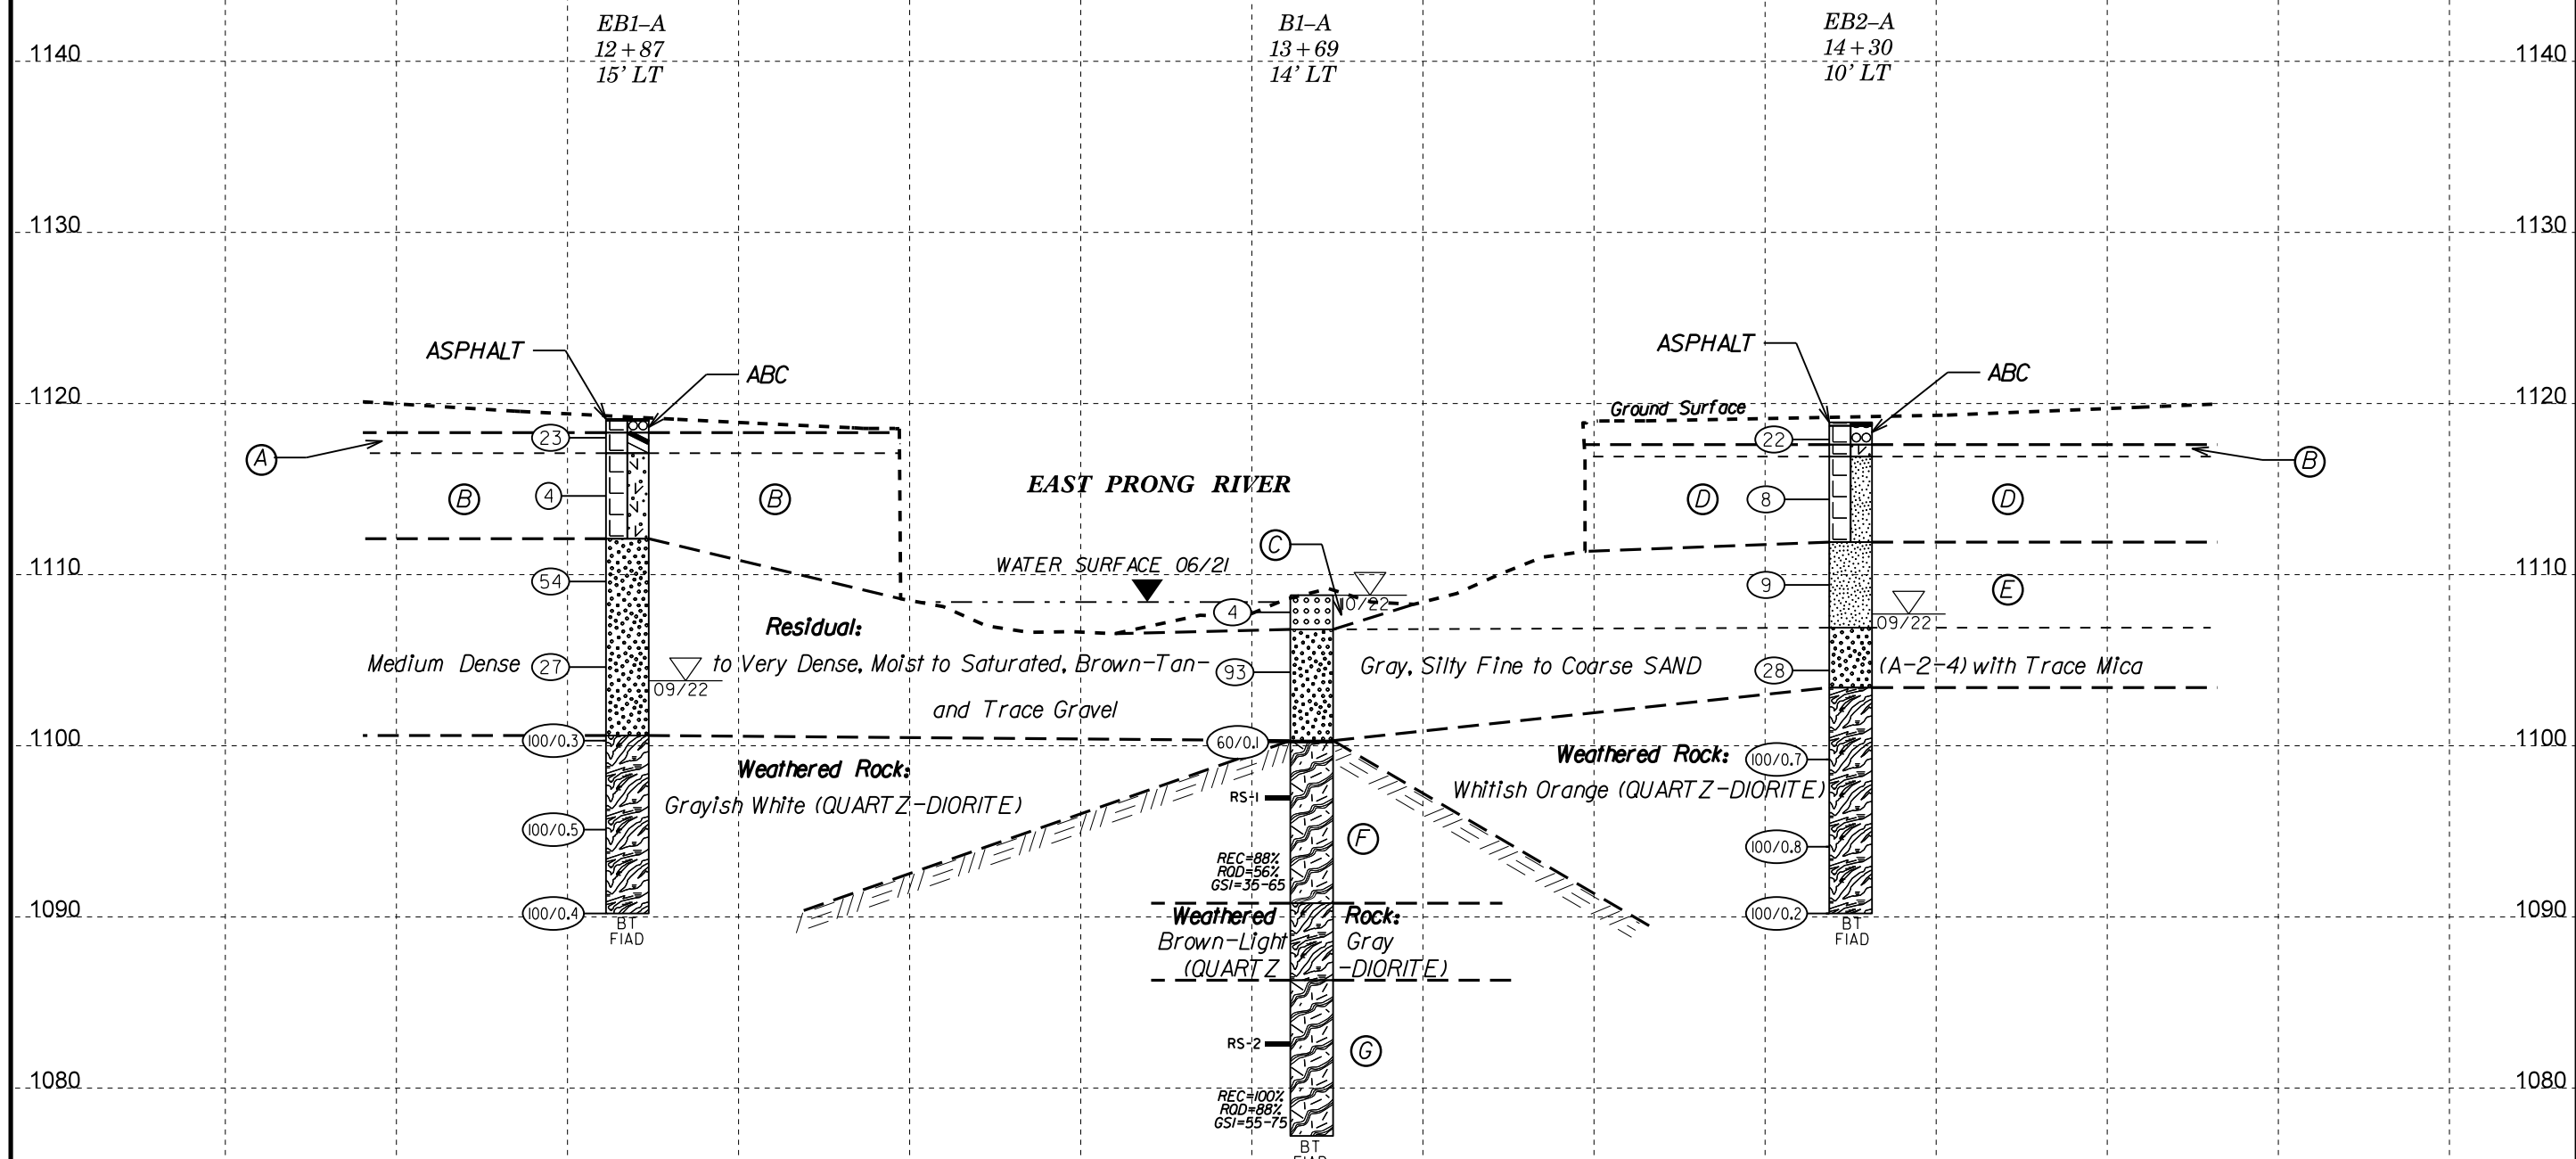 EB1-A
12+87
15' LT
B1-A
13+69
14' LT
EB2-A
14+30
10' LT
1140
1140
1130
1130
ASPHALT
ABC
ASPHALT
ABC
1120
1120
Ground Surface
23
22
A
B
4
B
B
EAST PRONG RIVER
D
8
D
C
WATER SURFACE 06/21
1110
1110
54
9
E
4
10/22
09/22
Residual:
Medium Dense
27
to Very Dense, Moist to Saturated, Brown-Tan-
93
Gray, Silty Fine to Coarse SAND
28
(A-2-4) with Trace Mica
09/22
and Trace Gravel
1100
1100
100/0.3
60/0.1
Weathered Rock:
Weathered Rock:
100/0.7
Grayish White (QUARTZ-DIORITE)
RS-1
Whitish Orange (QUARTZ-DIORITE)
100/0.5
F
100/0.8
REC=88%
RQD=56%
GSI=35-65
1090
1090
100/0.4
100/0.2
BT
FIAD
Weathered Rock:
Brown-Light Gray
(QUARTZ -DIORITE)
BT
FIAD
RS-2
G
1080
1080
REC=100%
RQD=88%
GSI=55-75
BT